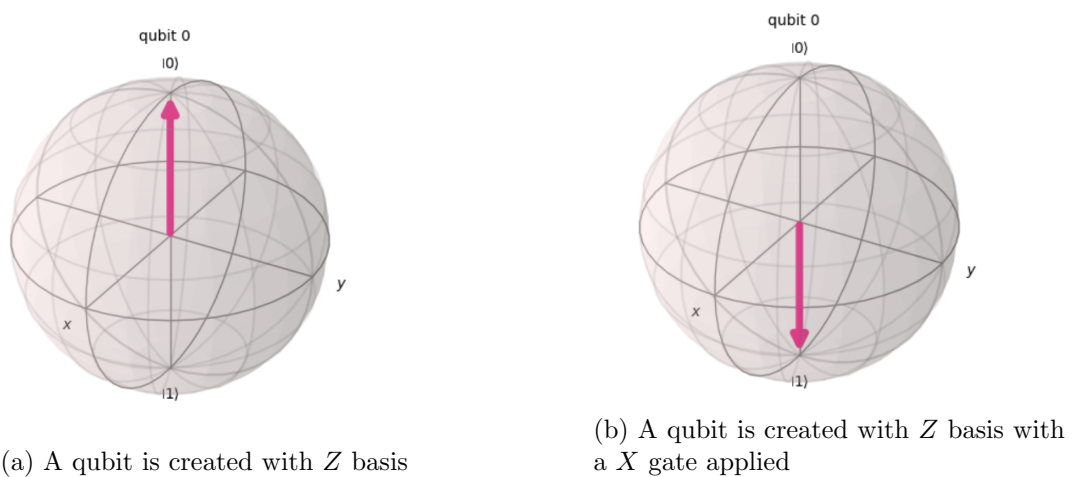 qubit 0
|0⟩
x
y
|1⟩
(a) A qubit is created with Z basis
qubit 0
|0⟩
x
y
|1⟩
(b) A qubit is created with Z basis with
a X gate applied